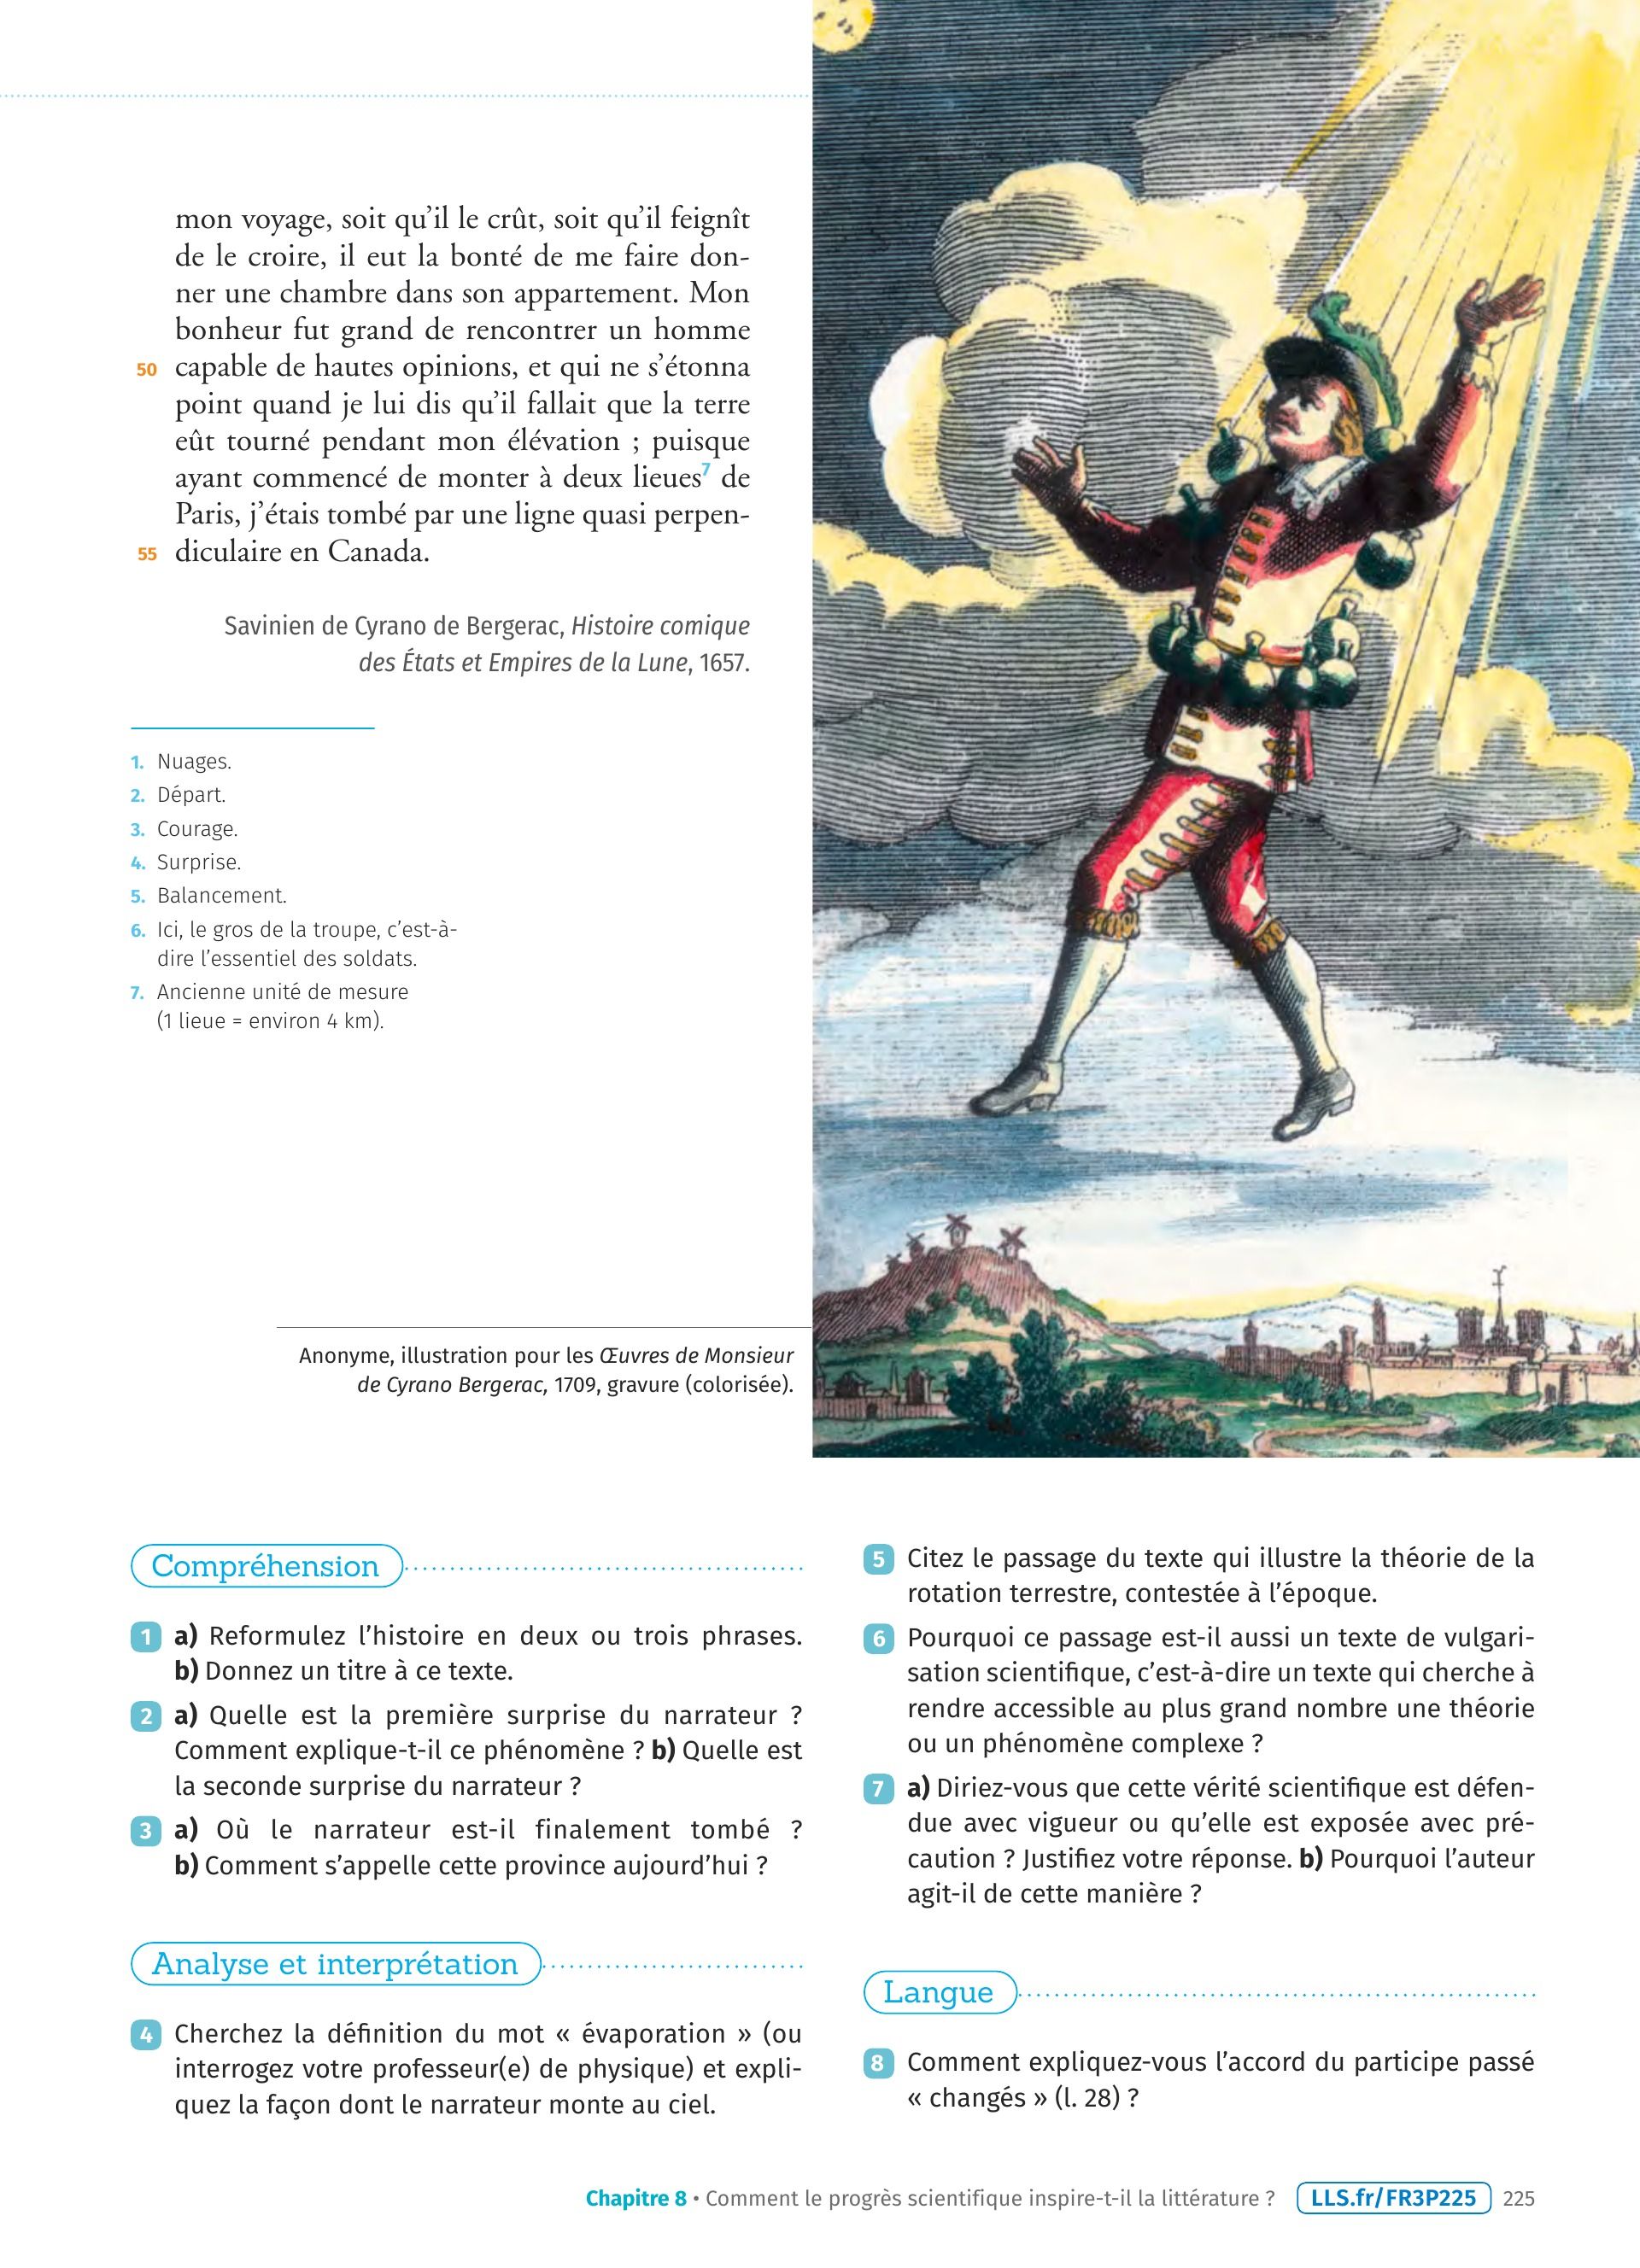 mon voyage, soit qu’il le crût, soit qu’il feignît
de le croire, il eut la bonté de me faire don-
ner une chambre dans son appartement. Mon
bonheur fut grand de rencontrer un homme
50 capable de hautes opinions, et qui ne s’étonna
point quand je lui dis qu’il fallait que la terre
eût tourné pendant mon élévation ; puisque
ayant commencé de monter à deux lieues7 de
Paris, j’étais tombé par une ligne quasi perpen-
55 diculaire en Canada.
Savinien de Cyrano de Bergerac, Histoire comique
des États et Empires de la Lune, 1657.
1. Nuages.
2. Départ.
3. Courage.
4. Surprise.
5. Balancement.
6. Ici, le gros de la troupe, c’est-à-
dire l’essentiel des soldats.
7. Ancienne unité de mesure
(1 lieue = environ 4 km).
Anonyme, illustration pour les Œuvres de Monsieur
de Cyrano Bergerac, 1709, gravure (colorisée).
Compréhension
1 a) Reformulez l’histoire en deux ou trois phrases.
b) Donnez un titre à ce texte.
2 a) Quelle est la première surprise du narrateur ?
Comment explique-t-il ce phénomène ? b) Quelle est
la seconde surprise du narrateur ?
3 a) Où le narrateur est-il finalement tombé ?
b) Comment s’appelle cette province aujourd’hui ?
Analyse et interprétation
4 Cherchez la définition du mot « évaporation » (ou
interrogez votre professeur(e) de physique) et expli-
quez la façon dont le narrateur monte au ciel.
5 Citez le passage du texte qui illustre la théorie de la
rotation terrestre, contestée à l’époque.
6 Pourquoi ce passage est-il aussi un texte de vulgari-
sation scientifique, c’est-à-dire un texte qui cherche à
rendre accessible au plus grand nombre une théorie
ou un phénomène complexe ?
7 a) Diriez-vous que cette vérité scientifique est défen-
due avec vigueur ou qu’elle est exposée avec pré-
caution ? Justifiez votre réponse. b) Pourquoi l’auteur
agit-il de cette manière ?
Langue
8 Comment expliquez-vous l’accord du participe passé
« changés » (l. 28) ?
Chapitre 8 • Comment le progrès scientifique inspire-t-il la littérature ? LLS.fr/FR3P225 225